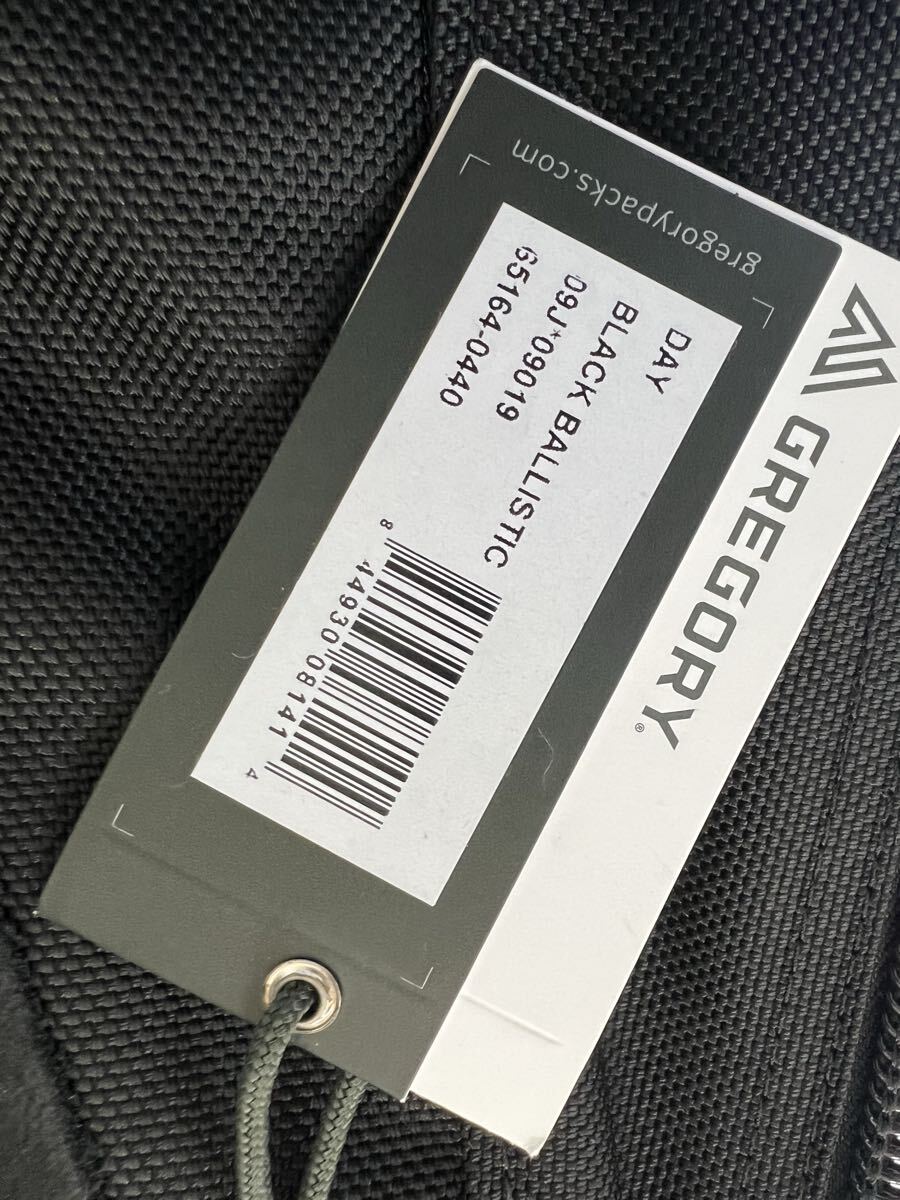 GREGORY®
DAY
BLACK BALLISTIC
09J*09019
65164-0440
8 44930 08141 4
gregorypacks.com